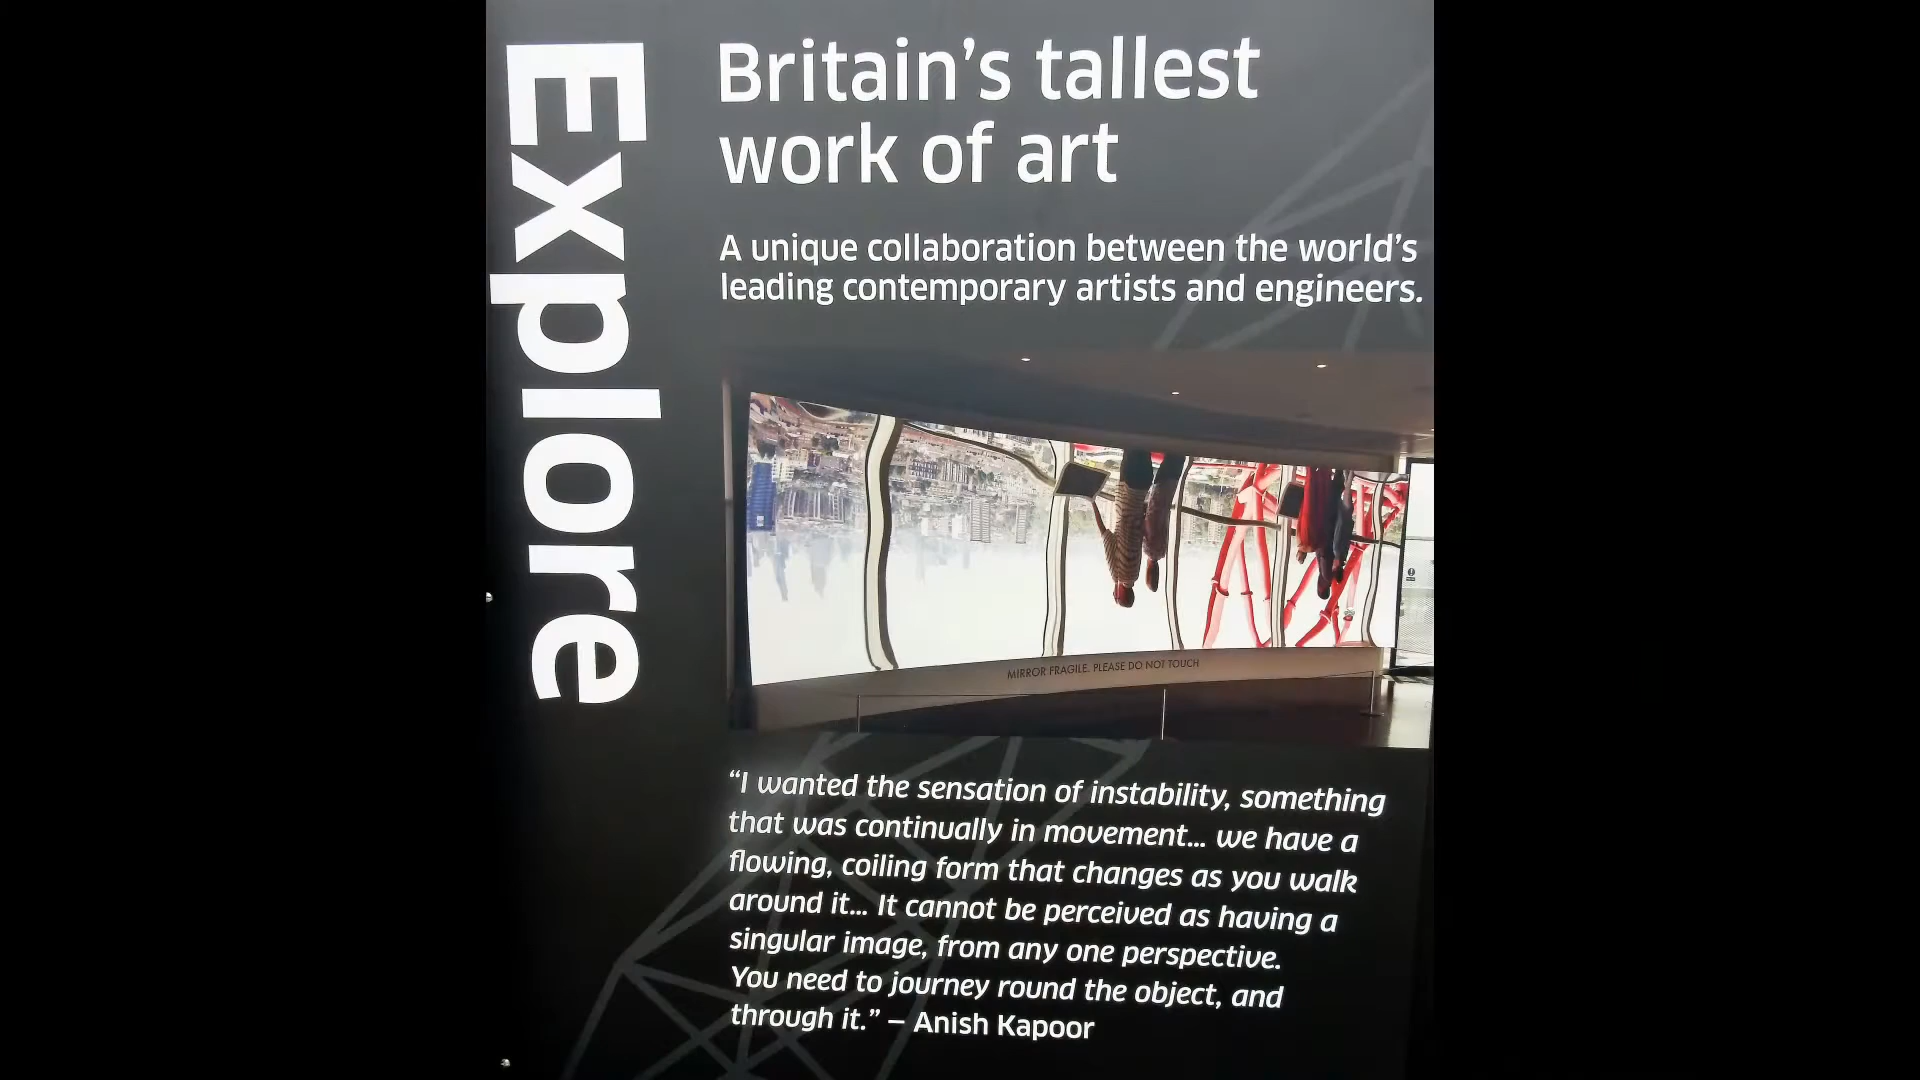 Explore
Britain’s tallest
work of art
A unique collaboration between the world’s
leading contemporary artists and engineers.
MIRROR FRAGILE. PLEASE DO NOT TOUCH
“I wanted the sensation of instability, something
that was continually in movement... we have a
flowing, coiling form that changes as you walk
around it... It cannot be perceived as having a
singular image, from any one perspective.
You need to journey round the object, and
through it.” – Anish Kapoor